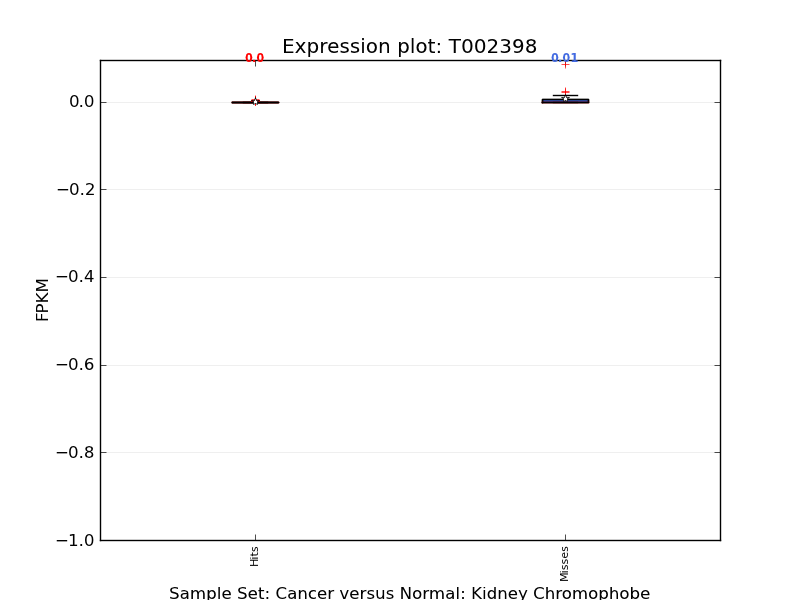 Expression plot: T002398
0.0 0.01
0.0
−0.2
−0.4
−0.6
−0.8
−1.0
FPKM
Hits Misses
Sample Set: Cancer versus Normal: Kidney Chromophobe